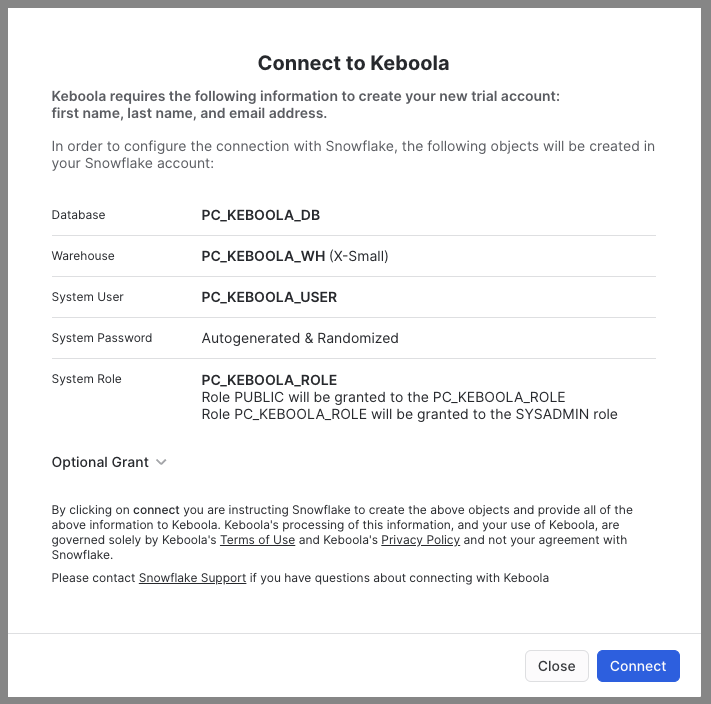 Connect to Keboola
Keboola requires the following information to create your new trial account:
first name, last name, and email address.
In order to configure the connection with Snowflake, the following objects will be created in
your Snowflake account:
Database PC_KEBOOLA_DB
Warehouse PC_KEBOOLA_WH (X-Small)
System User PC_KEBOOLA_USER
System Password Autogenerated & Randomized
System Role PC_KEBOOLA_ROLE
Role PUBLIC will be granted to the PC_KEBOOLA_ROLE
Role PC_KEBOOLA_ROLE will be granted to the SYSADMIN role
Optional Grant
By clicking on connect you are instructing Snowflake to create the above objects and provide all of the
above information to Keboola. Keboola's processing of this information, and your use of Keboola, are
governed solely by Keboola's Terms of Use and Keboola's Privacy Policy and not your agreement with
Snowflake.
Please contact Snowflake Support if you have questions about connecting with Keboola
Close Connect